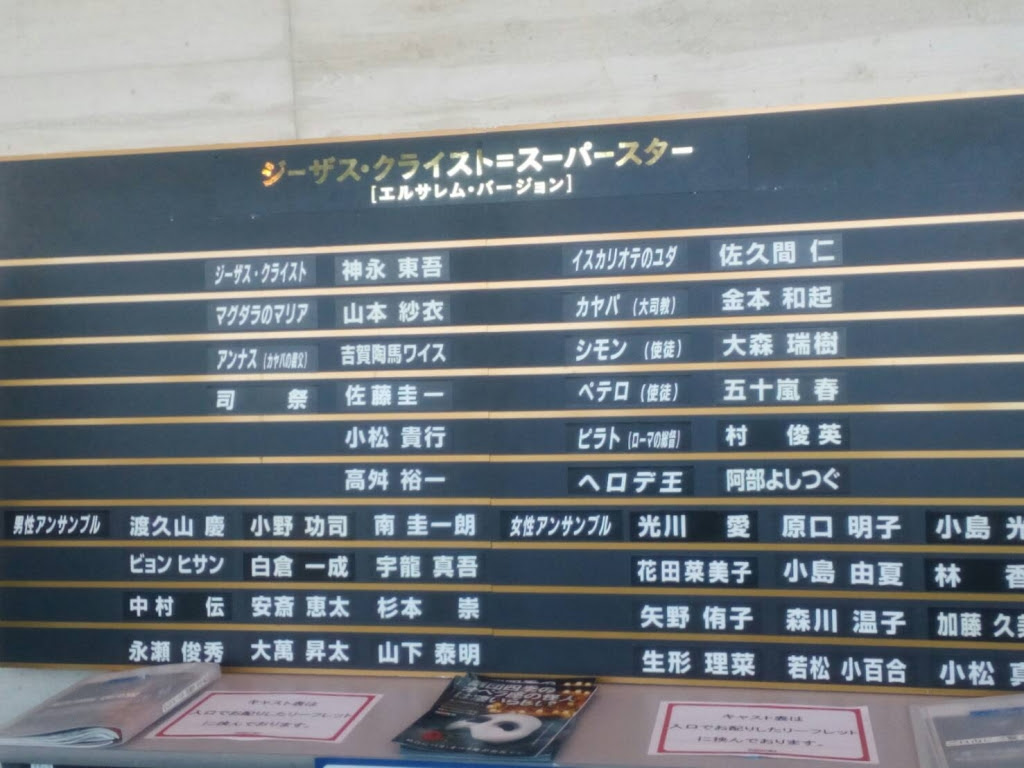 ジーザス・クライスト=スーパースター
[エルサレム・バージョン]
ジーザス・クライスト 神永 東吾 イスカリオテのユダ 佐久間 仁
マグダラのマリア 山本 紗衣 カヤパ (大司教) 金本 和起
アンナス (カヤパの義父) 吉賀陶馬ワイス シモン (使徒) 大森 瑞樹
司 祭 佐藤圭一 ペテロ (使徒) 五十嵐 春
小松 貴行 ピラト (ローマの総督) 村 俊英
高舛 裕一 ヘロデ王 阿部よしつぐ
男性アンサンブル 渡久山 慶 小野 功司 南 圭一朗 女性アンサンブル 光川 愛 原口 明子 小島 光
ビョン ヒサン 白倉 一成 宇龍 真吾 花田菜美子 小島 由夏 林 香
中村 伝 安斎 恵太 杉本 崇 矢野 侑子 森川 温子 加藤 久美
永瀬 俊秀 大萬 昇太 山下 泰明 生形 理菜 若松 小百合 小松 真
キャスト表は
入口でお配りしたリーフレット
に挟んでおります。
キャスト表は
入口でお配りしたリーフレット
に挟んでおります。